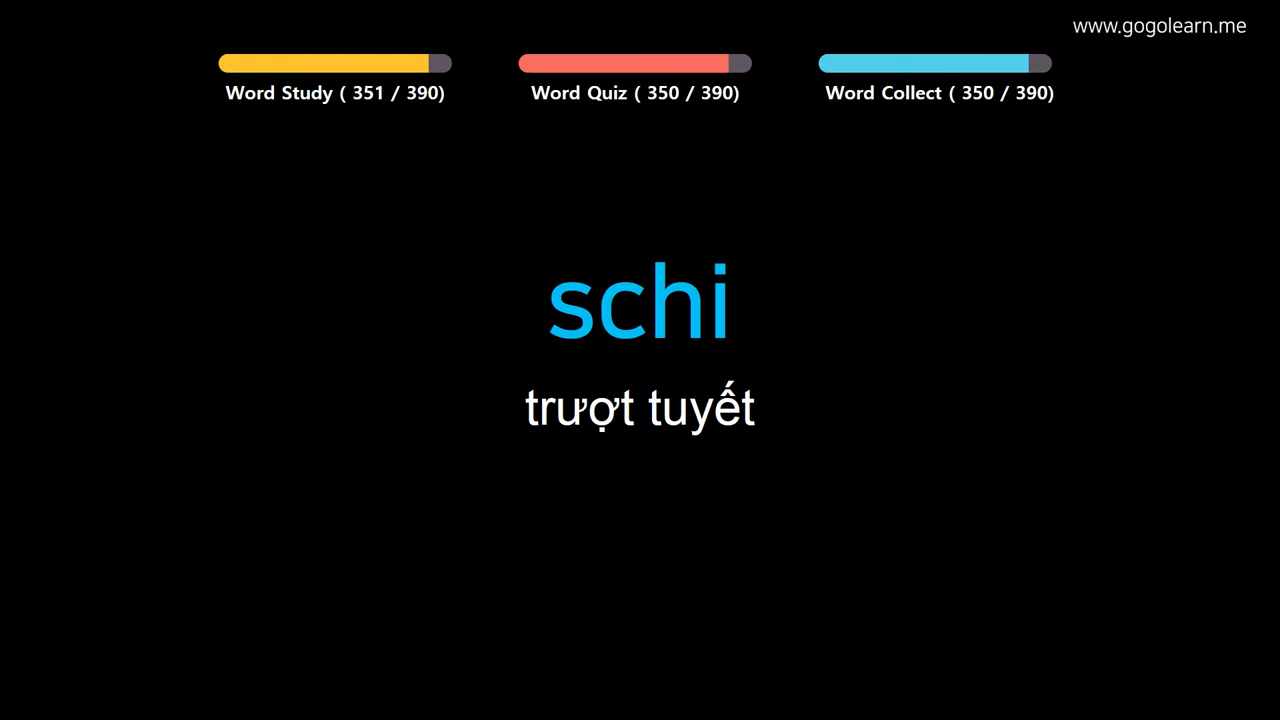 www.gogolearn.me
Word Study ( 351 / 390)
Word Quiz ( 350 / 390)
Word Collect ( 350 / 390)
schi
trượt tuyết